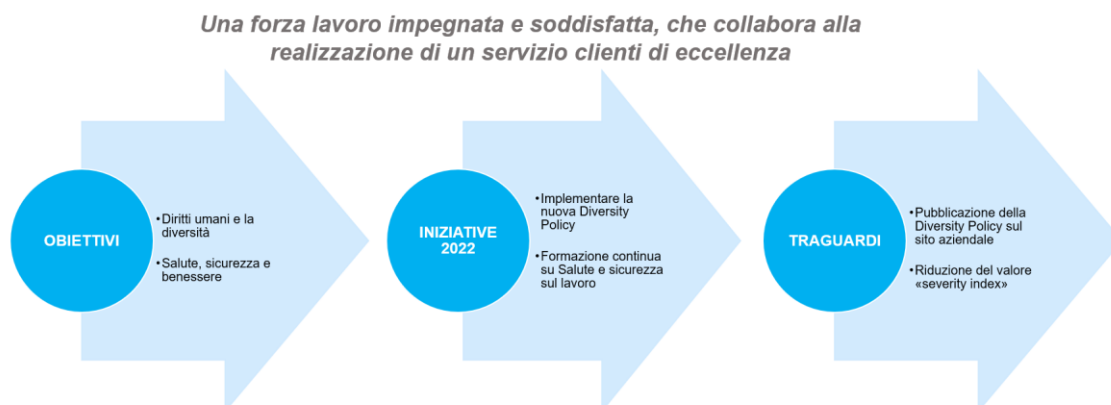 Una forza lavoro impegnata e soddisfatta, che collabora alla
realizzazione di un servizio clienti di eccellenza
OBIETTIVI
•Diritti umani e la
diversità
•Salute, sicurezza e
benessere
INIZIATIVE
2022
•Implementare la
nuova Diversity
Policy
•Formazione continua
su Salute e sicurezza
sul lavoro
TRAGUARDI
•Pubblicazione della
Diversity Policy sul
sito aziendale
•Riduzione del valore
«severity index»